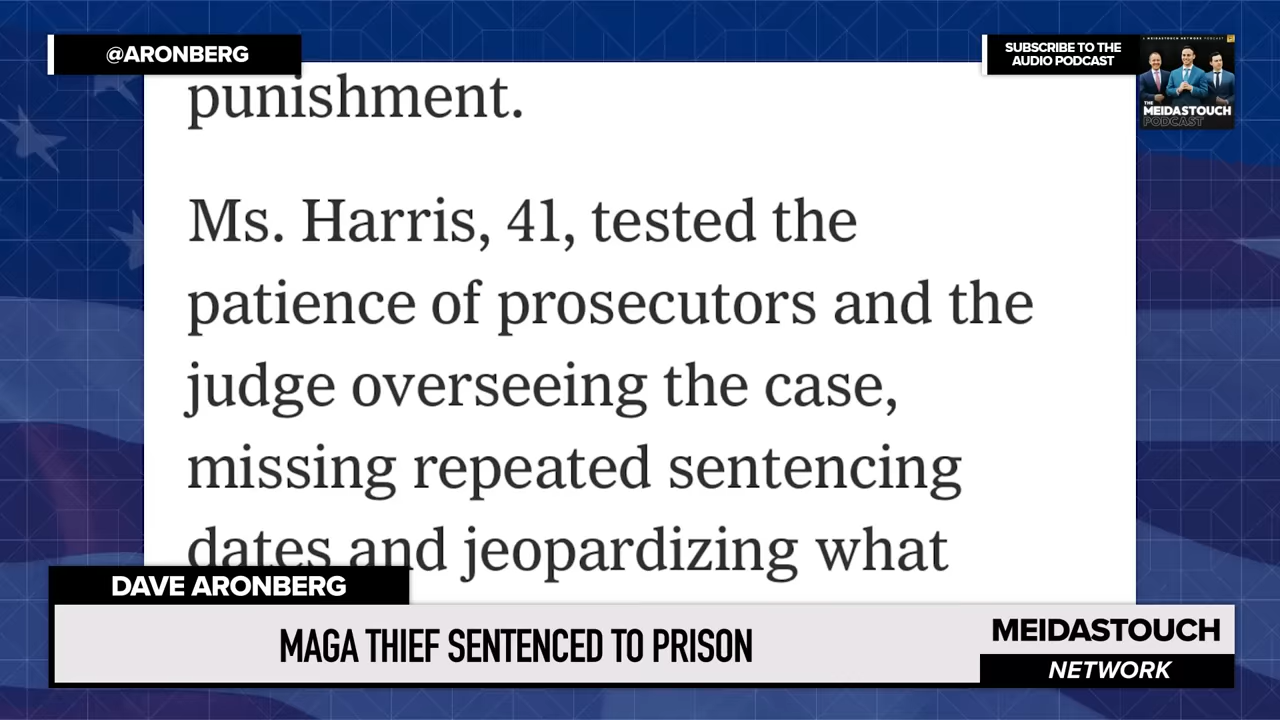 @ARONBERG
SUBSCRIBE TO THE
AUDIO PODCAST
THE
MEIDASTOUCH
PODCAST
punishment.
Ms. Harris, 41, tested the
patience of prosecutors and the
judge overseeing the case,
missing repeated sentencing
dates and jeopardizing what
DAVE ARONBERG
MAGA THIEF SENTENCED TO PRISON
MEIDASTOUCH
NETWORK